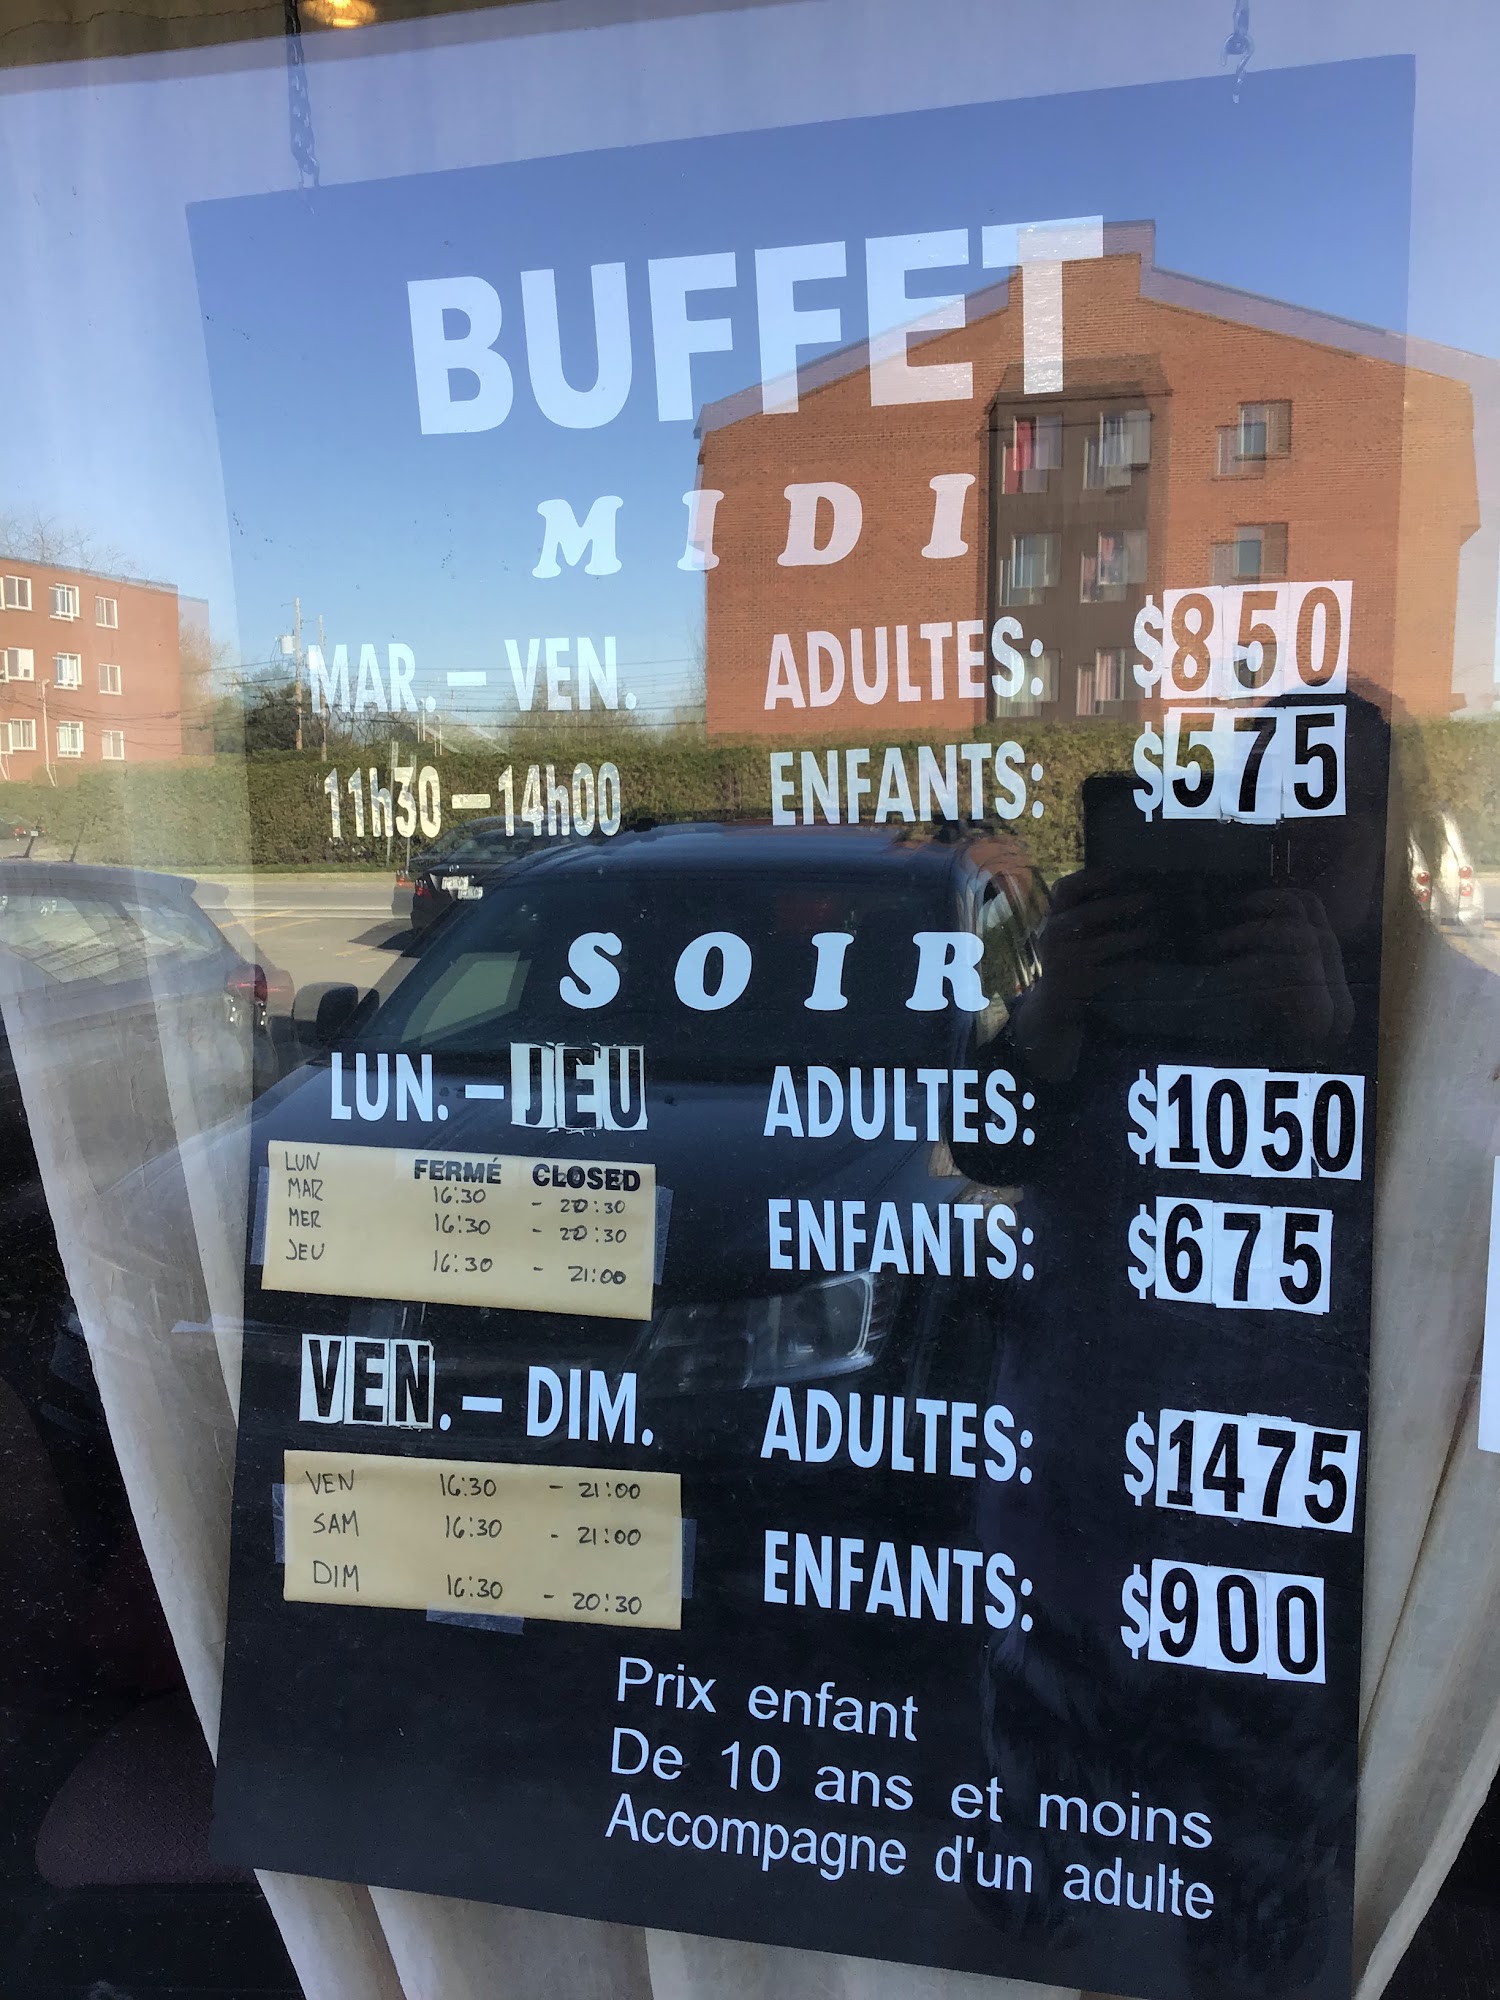 BUFFET
MIDI
MAR. – VEN. ADULTES: $850
11h30 – 14h00 ENFANTS: $575
SOIR
LUN. – JEU ADULTES: $1050
LUN FERMÉ CLOSED
MAR 16:30 - 20:30
MER 16:30 - 20:30
JEU 16:30 - 21:00
ENFANTS: $675
VEN. – DIM. ADULTES: $1475
VEN 16:30 - 21:00
SAM 16:30 - 21:00
DIM 16:30 - 20:30
ENFANTS: $900
Prix enfant
De 10 ans et moins
Accompagne d'un adulte